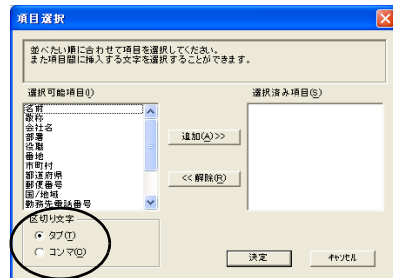 項目選択
並べたい順に合わせて項目を選択してください。
また項目間に挿入する文字を選択することができます。
選択可能項目(I)
選択済み項目(S)
名前
敬称
会社名
部署
役職
番地
市町村
都道府県
郵便番号
国/地域
勤務先電話番号
追加(A)>>
<<解除(R)
区切り文字
タブ(T)
コンマ(O)
決定
キャンセル